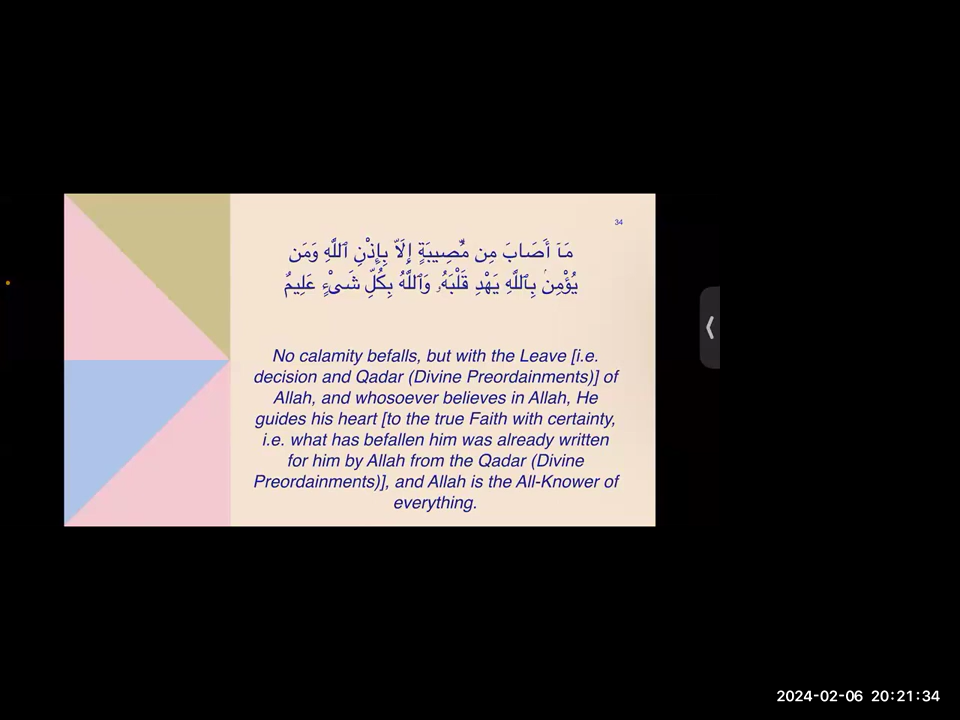 34
مَآ أَصَابَ مِن مُّصِيبَةٍ إِلَّا بِإِذْنِ ٱللَّهِ وَمَن
يُؤْمِنۢ بِٱللَّهِ يَهْدِ قَلْبَهُۥ وَٱللَّهُ بِكُلِّ شَىْءٍ عَلِيمٌ
No calamity befalls, but with the Leave [i.e.
decision and Qadar (Divine Preordainments)] of
Allah, and whosoever believes in Allah, He
guides his heart [to the true Faith with certainty,
i.e. what has befallen him was already written
for him by Allah from the Qadar (Divine
Preordainments)], and Allah is the All-Knower of
everything.
2024-02-06 20:21:34